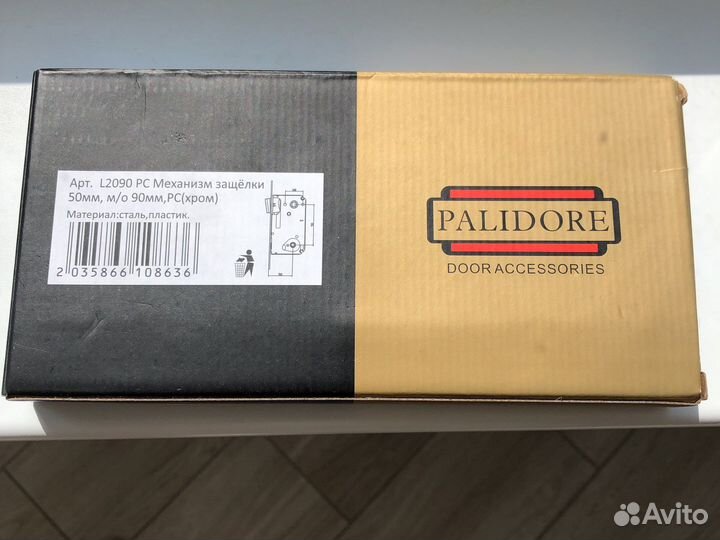 Арт. L2090 PC Механизм защёлки
50мм, м/о 90мм,PC(хром)
Материал:сталь,пластик.
2 035866 108636
PALIDORE
DOOR ACCESSORIES
Avito